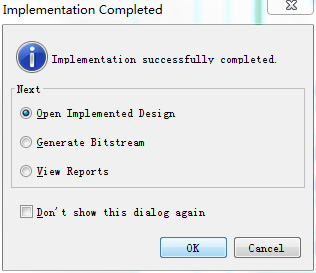 Implementation Completed
Implementation successfully completed.
Next
Open Implemented Design
Generate Bitstream
View Reports
Don't show this dialog again
OK
Cancel